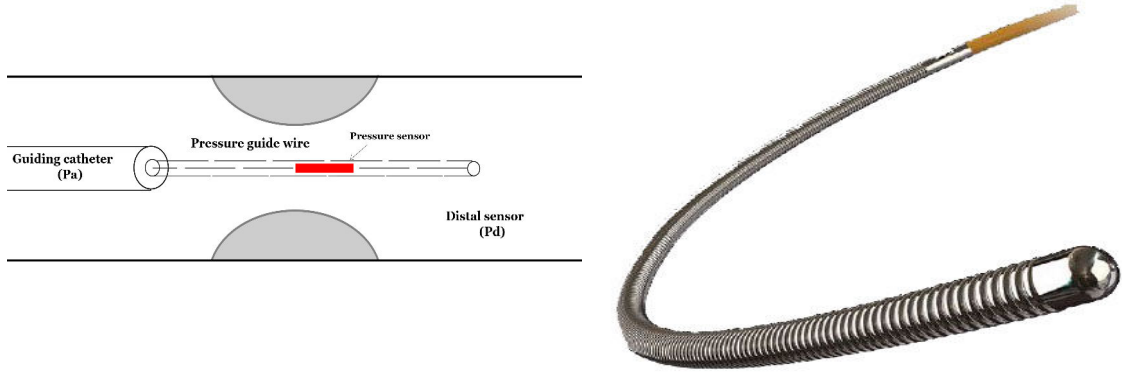 Pressure sensor
Pressure guide wire
Guiding catheter
(Pa)
Distal sensor
(Pd)